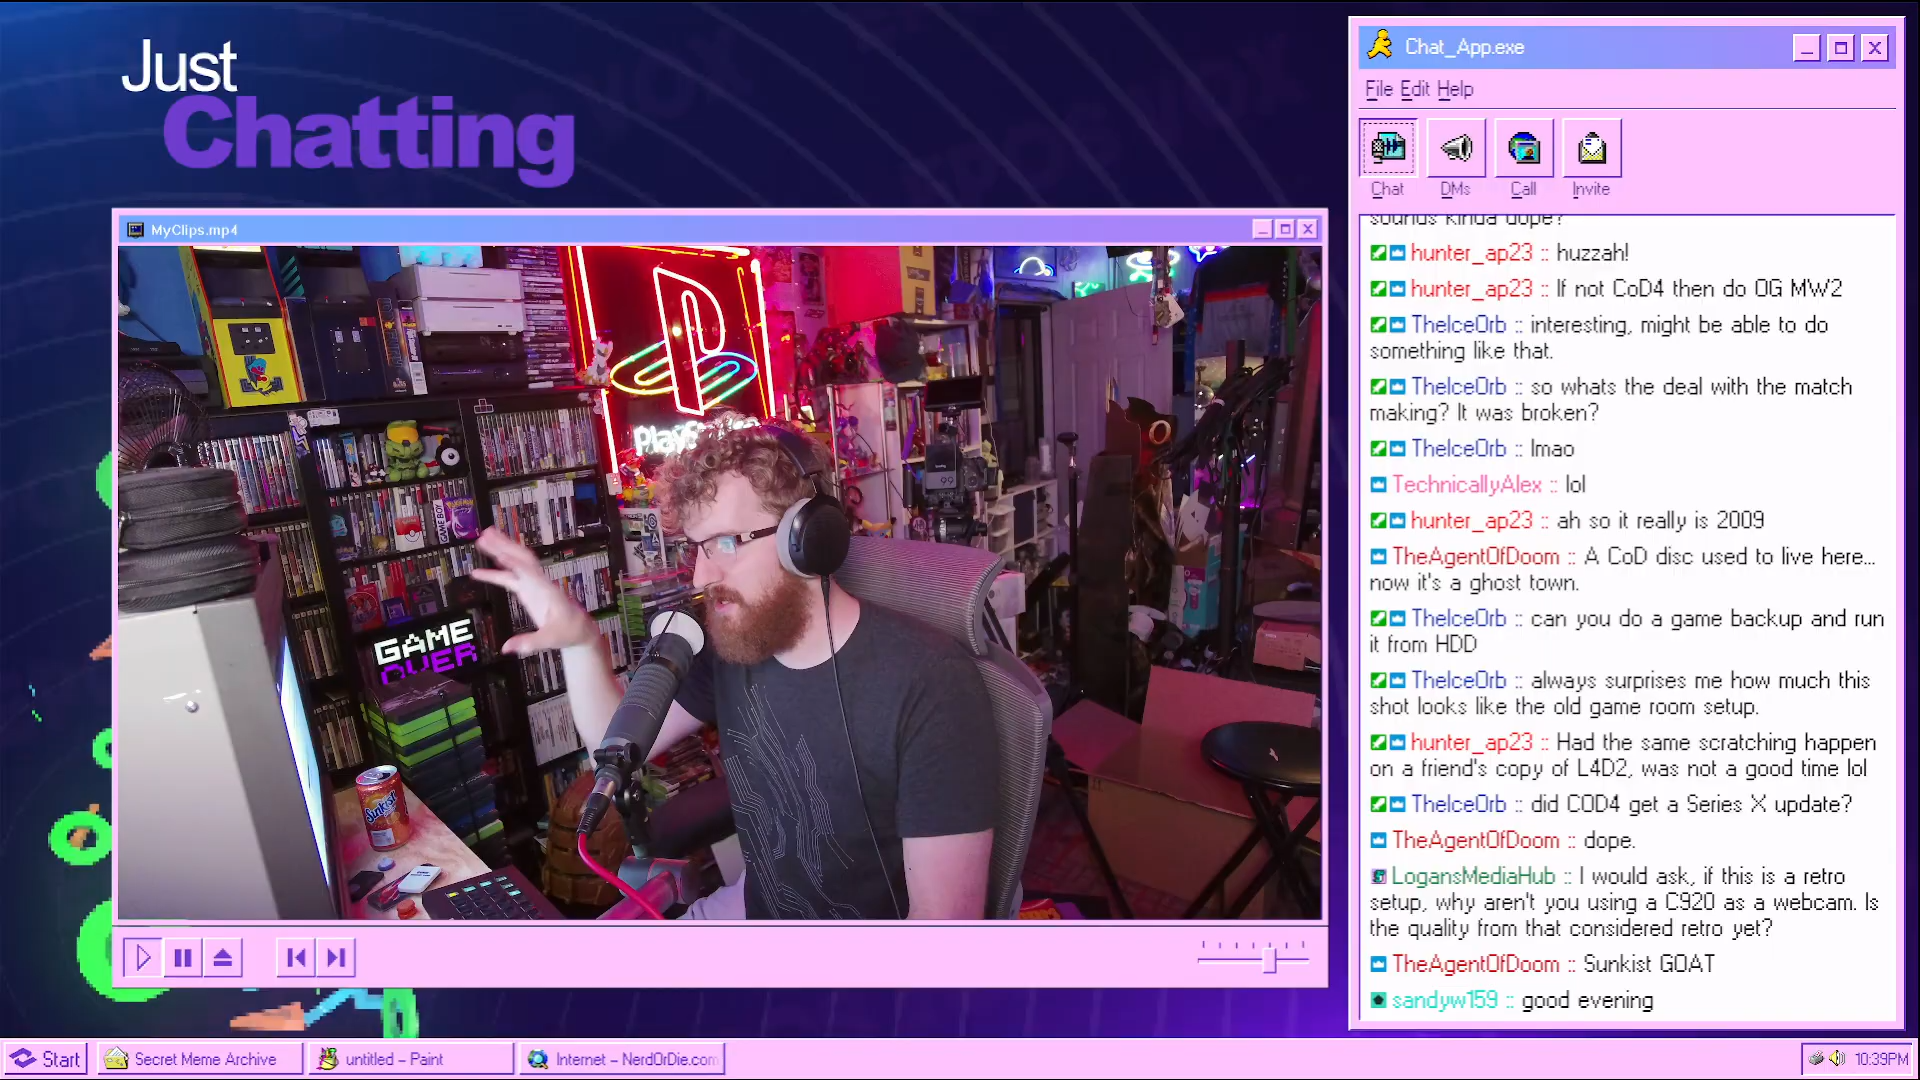 Just
Chatting
MyClips.mp4
PlayS
GAME BOY
GAME
OVER
Sunkist
Chat_App.exe
File Edit Help
Chat DMs Call Invite
sounds kinda dope?
hunter_ap23 :: huzzah!
hunter_ap23 :: If not CoD4 then do OG MW2
TheIceOrb :: interesting, might be able to do
something like that.
TheIceOrb :: so whats the deal with the match
making? It was broken?
TheIceOrb :: lmao
TechnicallyAlex :: lol
hunter_ap23 :: ah so it really is 2009
TheAgentOfDoom :: A CoD disc used to live here...
now it's a ghost town.
TheIceOrb :: can you do a game backup and run
it from HDD
TheIceOrb :: always surprises me how much this
shot looks like the old game room setup.
hunter_ap23 :: Had the same scratching happen
on a friend's copy of L4D2, was not a good time lol
TheIceOrb :: did COD4 get a Series X update?
TheAgentOfDoom :: dope.
LogansMediaHub :: I would ask, if this is a retro
setup, why aren't you using a C920 as a webcam. Is
the quality from that considered retro yet?
TheAgentOfDoom :: Sunkist GOAT
sandyw159 :: good evening
Start
Secret Meme Archive
untitled - Paint
Internet - NerdOrDie.com
10:39PM